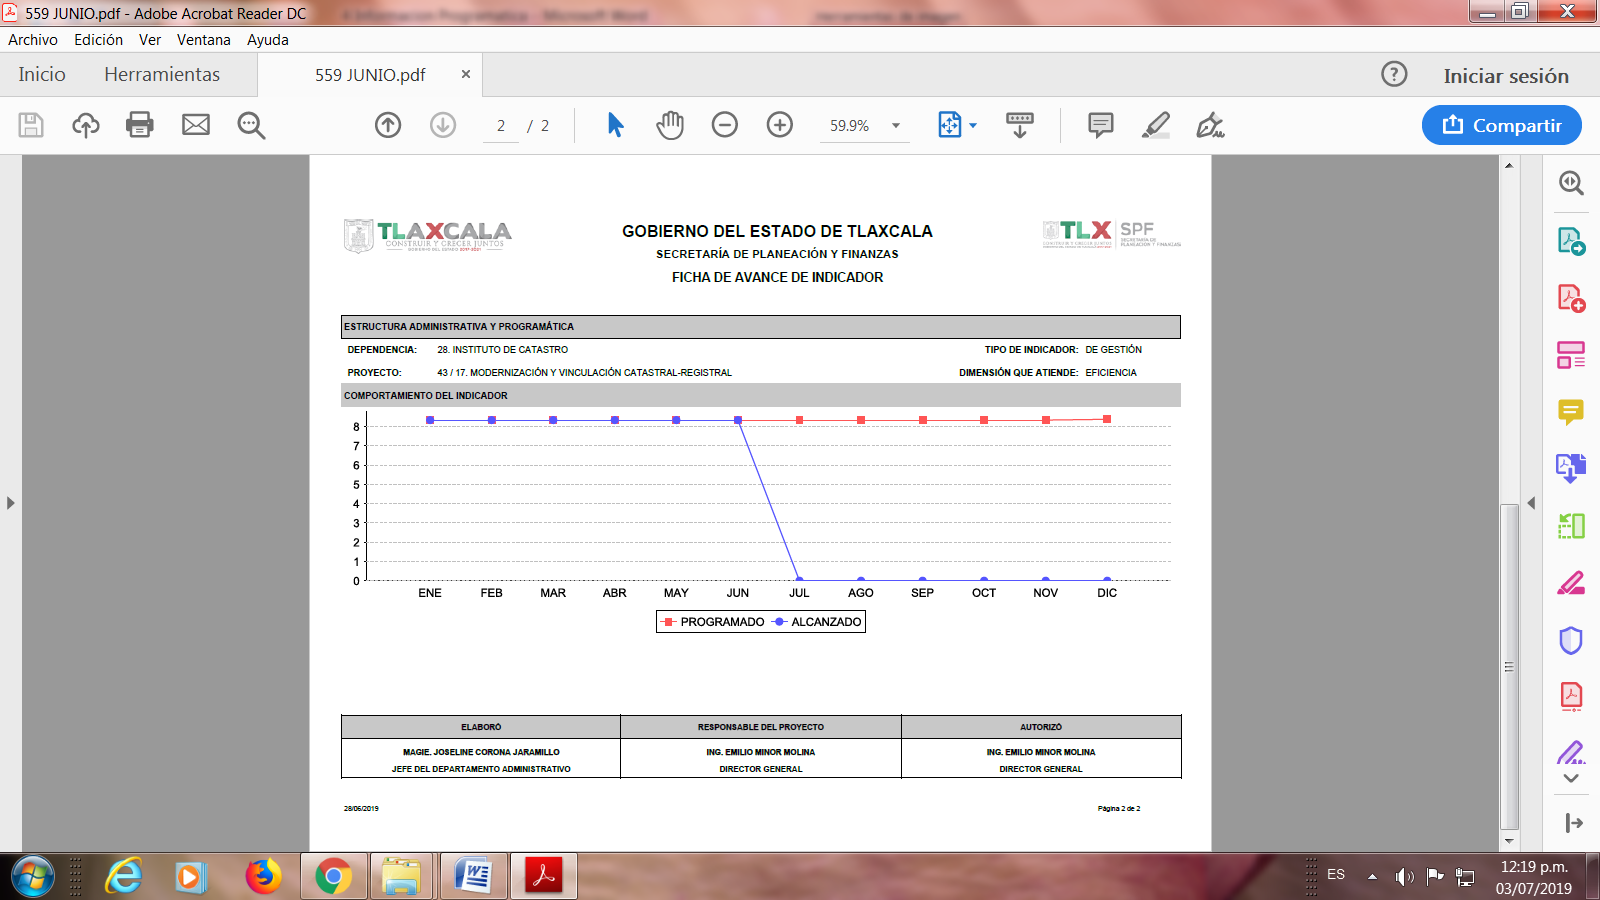 559 JUNIO.pdf - Adobe Acrobat Reader DC
Archivo Edición Ver Ventana Ayuda
Inicio Herramientas 559 JUNIO.pdf × Iniciar sesión
2 / 2 59.9% Compartir
TLAXCALA
CONSTRUIR Y CRECER JUNTOS
GOBIERNO DEL ESTADO DE TLAXCALA
SECRETARÍA DE PLANEACIÓN Y FINANZAS
FICHA DE AVANCE DE INDICADOR
TLX SPF
ESTRUCTURA ADMINISTRATIVA Y PROGRAMÁTICA
DEPENDENCIA: 28. INSTITUTO DE CATASTRO TIPO DE INDICADOR: DE GESTIÓN
PROYECTO: 43 / 17. MODERNIZACIÓN Y VINCULACIÓN CATASTRAL-REGISTRAL DIMENSIÓN QUE ATIENDE: EFICIENCIA
COMPORTAMIENTO DEL INDICADOR
8
7
6
5
4
3
2
1
0
ENE FEB MAR ABR MAY JUN JUL AGO SEP OCT NOV DIC
PROGRAMADO ALCANZADO
ELABORÓ RESPONSABLE DEL PROYECTO AUTORIZÓ
MAGIE. JOSELINE CORONA JARAMILLO ING. EMILIO MINOR MOLINA ING. EMILIO MINOR MOLINA
JEFE DEL DEPARTAMENTO ADMINISTRATIVO DIRECTOR GENERAL DIRECTOR GENERAL
28/06/2019 Página 2 de 2
ES 12:19 p.m.
03/07/2019